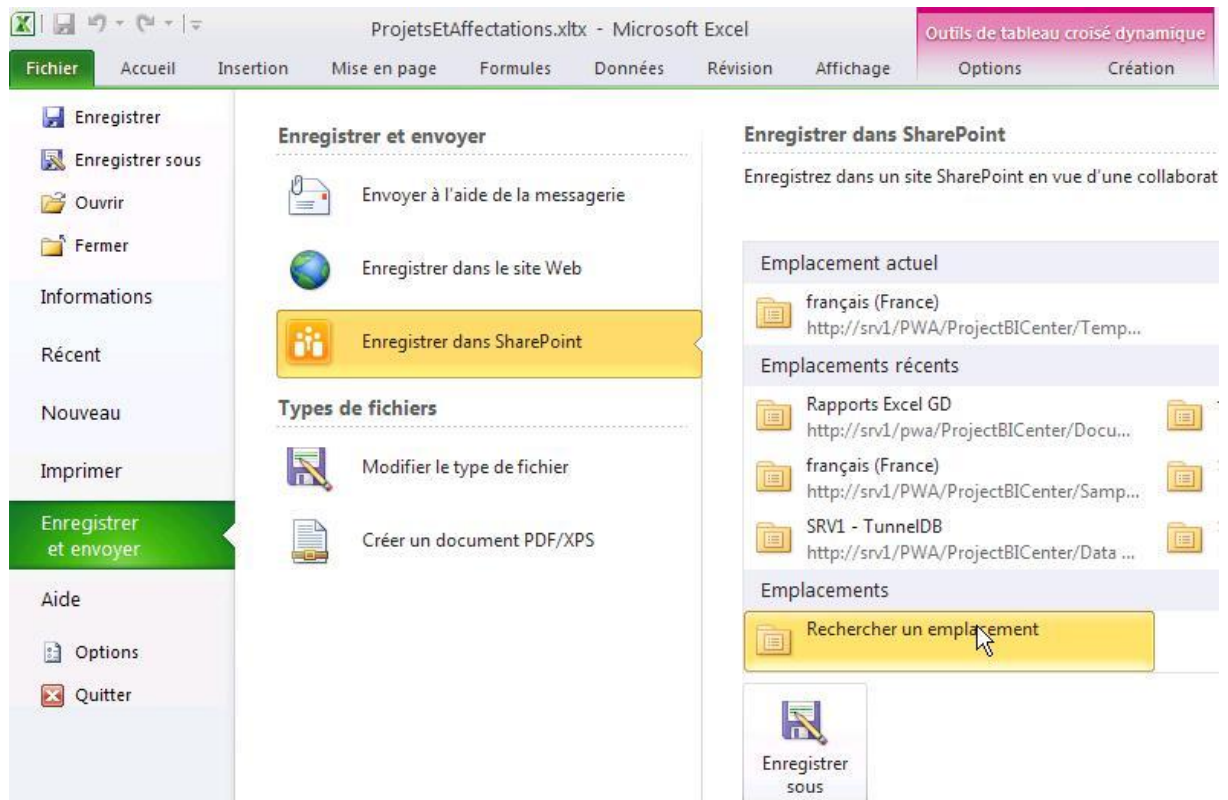 ProjetsEtAffectations.xltx - Microsoft Excel
Outils de tableau croisé dynamique
Fichier Accueil Insertion Mise en page Formules Données Révision Affichage Options Création
Enregistrer
Enregistrer sous
Ouvrir
Fermer
Informations
Récent
Nouveau
Imprimer
Enregistrer
et envoyer
Aide
Options
Quitter
Enregistrer et envoyer
Envoyer à l'aide de la messagerie
Enregistrer dans le site Web
Enregistrer dans SharePoint
Types de fichiers
Modifier le type de fichier
Créer un document PDF/XPS
Enregistrer dans SharePoint
Enregistrez dans un site SharePoint en vue d'une collaborat
Emplacement actuel
français (France)
http://srv1/PWA/ProjectBICenter/Temp...
Emplacements récents
Rapports Excel GD
http://srv1/pwa/ProjectBICenter/Docu...
français (France)
http://srv1/PWA/ProjectBICenter/Samp...
SRV1 - TunnelDB
http://srv1/PWA/ProjectBICenter/Data ...
Emplacements
Rechercher un emplacement
Enregistrer
sous